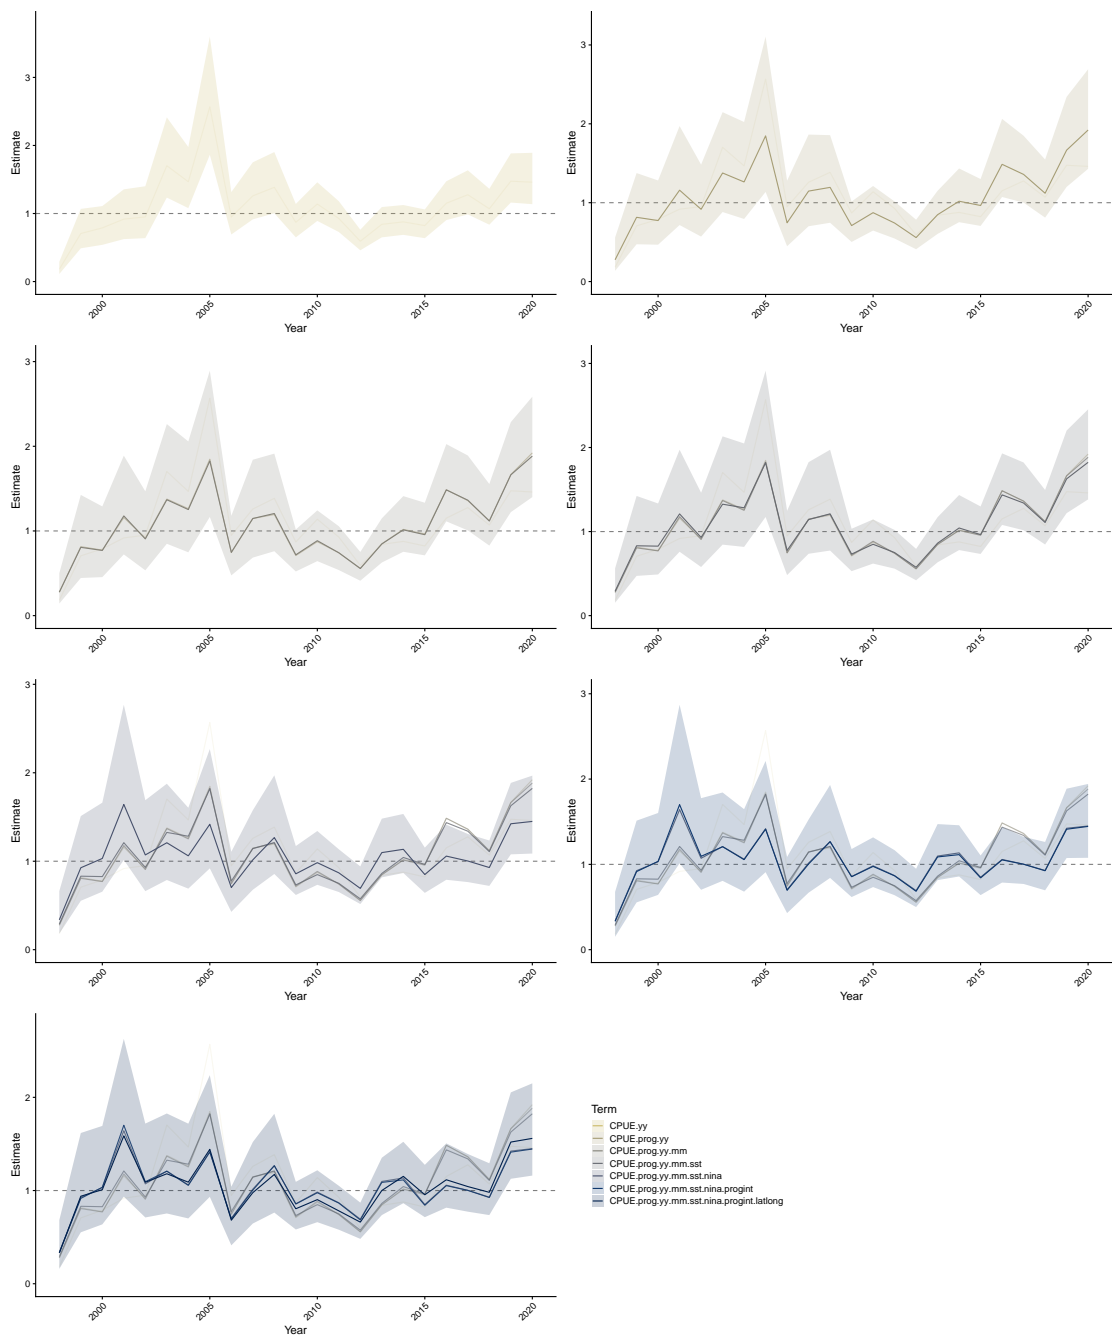 Estimate
3
2
1
0
2000
2005
2010
2015
2020
Year
Estimate
3
2
1
0
2000
2005
2010
2015
2020
Year
Estimate
3
2
1
0
2000
2005
2010
2015
2020
Year
Estimate
3
2
1
0
2000
2005
2010
2015
2020
Year
Estimate
3
2
1
0
2000
2005
2010
2015
2020
Year
Estimate
3
2
1
0
2000
2005
2010
2015
2020
Year
Estimate
2
1
0
2000
2005
2010
2015
2020
Year
Term
CPUE.yy
CPUE.prog.yy
CPUE.prog.yy.mm
CPUE.prog.yy.mm.sst
CPUE.prog.yy.mm.sst.nina
CPUE.prog.yy.mm.sst.nina.progint
CPUE.prog.yy.mm.sst.nina.progint.latlong